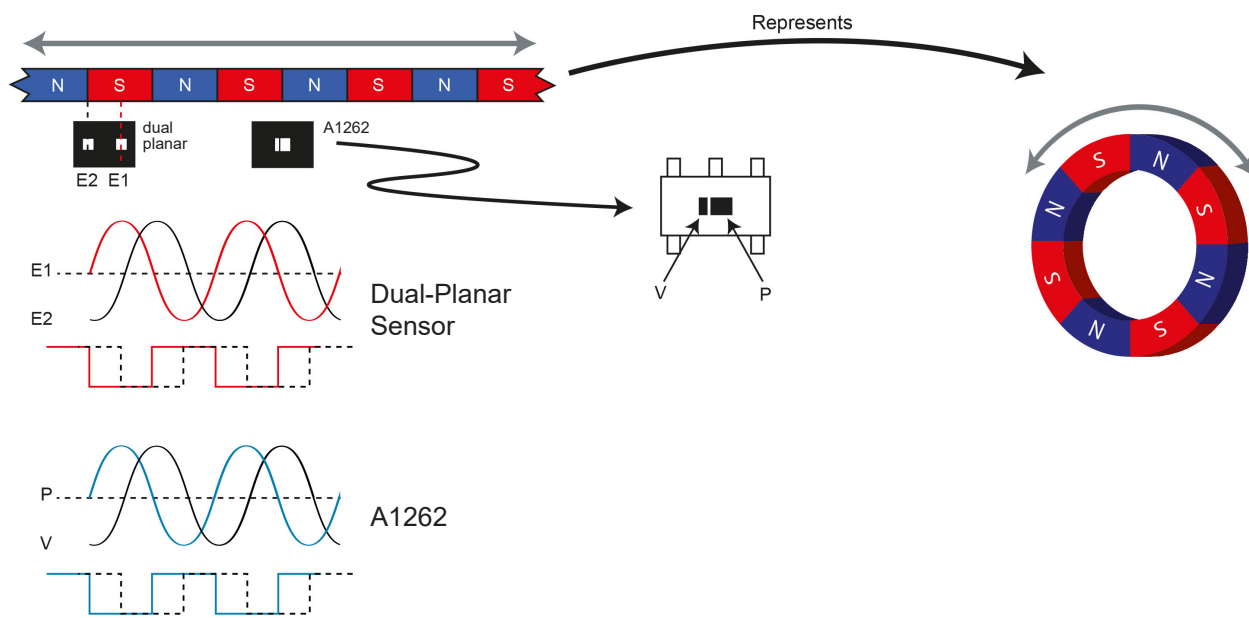 Represents
N S N S N S N S
dual
planar
A1262
E2 E1
V
P
S
N
N
S
S
N
N
S
E1
E2
Dual-Planar
Sensor
P
V
A1262